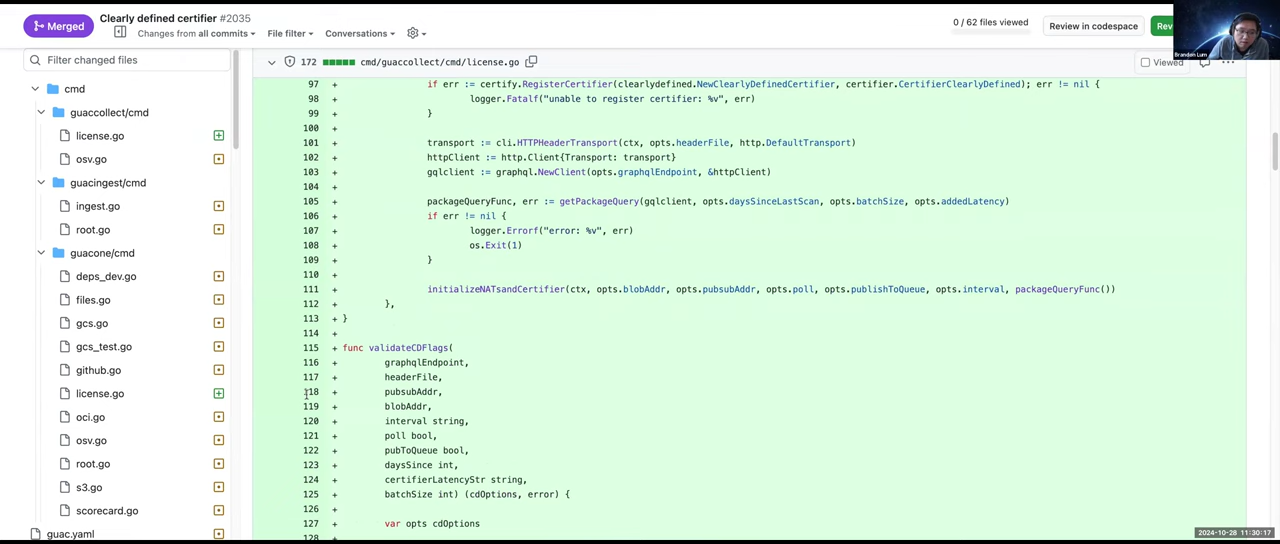 Merged
Clearly defined certifier #2035
Changes from all commits
File filter
Conversations
0 / 62 files viewed
Review in codespace
Rev
Brandon Lum
Filter changed files
172
cmd/guaccollect/cmd/license.go
Viewed
cmd
guaccollect/cmd
license.go
osv.go
guacingest/cmd
ingest.go
root.go
guacone/cmd
deps_dev.go
files.go
gcs.go
gcs_test.go
github.go
license.go
oci.go
osv.go
root.go
s3.go
scorecard.go
guac.yaml
97 + if err := certify.RegisterCertifier(clearlydefined.NewClearlyDefinedCertifier, certifier.CertifierClearlyDefined); err != nil {
98 + logger.Fatalf("unable to register certifier: %v", err)
99 + }
100 +
101 + transport := cli.HTTPHeaderTransport(ctx, opts.headerFile, http.DefaultTransport)
102 + httpClient := http.Client{Transport: transport}
103 + gqlclient := graphql.NewClient(opts.graphqlEndpoint, &httpClient)
104 +
105 + packageQueryFunc, err := getPackageQuery(gqlclient, opts.daysSinceLastScan, opts.batchSize, opts.addedLatency)
106 + if err != nil {
107 + logger.Errorf("error: %v", err)
108 + os.Exit(1)
109 + }
110 +
111 + initializeNATsandCertifier(ctx, opts.blobAddr, opts.pubsubAddr, opts.poll, opts.publishToQueue, opts.interval, packageQueryFunc())
112 + },
113 + }
114 +
115 + func validateCDFlags(
116 + graphqlEndpoint,
117 + headerFile,
118 + pubsubAddr,
119 + blobAddr,
120 + interval string,
121 + poll bool,
122 + pubToQueue bool,
123 + daysSince int,
124 + certifierLatencyStr string,
125 + batchSize int) (cdOptions, error) {
126 +
127 + var opts cdOptions
128 +
2024-10-28 11:30:17